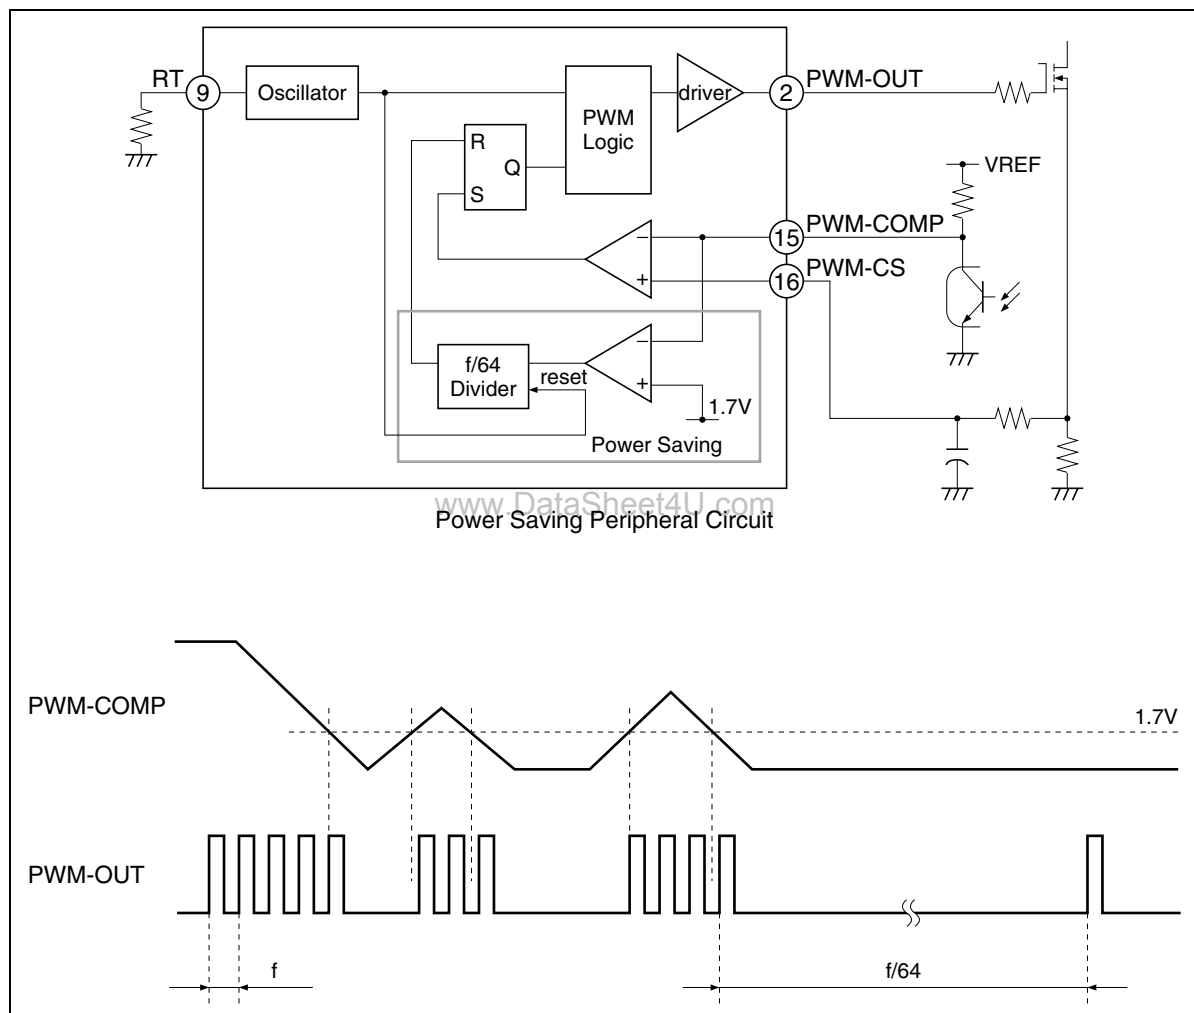 RT
9
Oscillator
PWM
Logic
driver
2
PWM-OUT
R
S
Q
VREF
−
+
15
PWM-COMP
16
PWM-CS
f/64
Divider
reset
−
+
1.7V
Power Saving
www.DataSheet4U.com
Power Saving Peripheral Circuit
PWM-COMP
1.7V
PWM-OUT
f
f/64